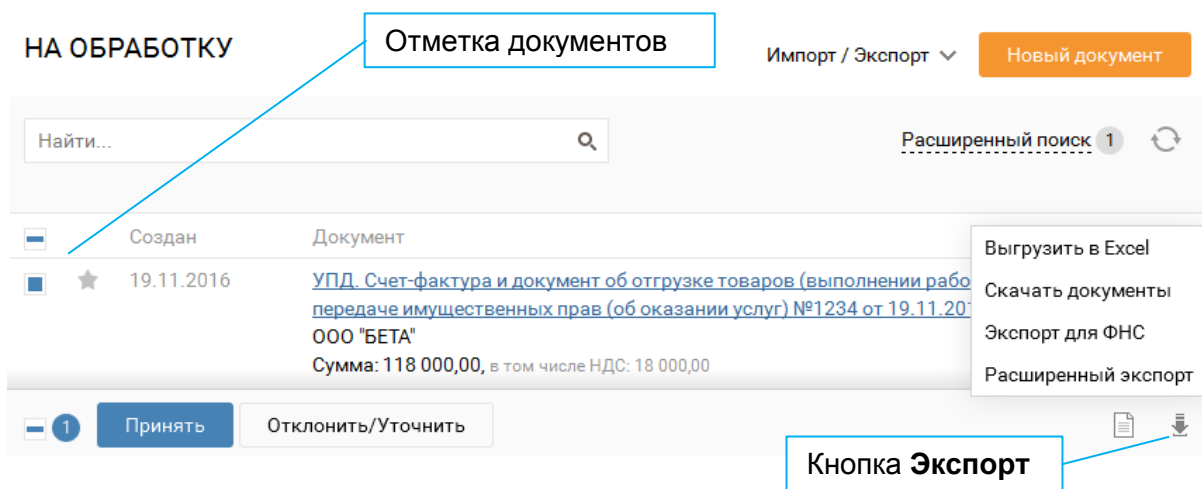 НА ОБРАБОТКУ
Отметка документов
Импорт / Экспорт
Новый документ
Найти...
Расширенный поиск 1
Создан
Документ
Выгрузить в Excel
19.11.2016
УПД. Счет-фактура и документ об отгрузке товаров (выполнении рабо
Скачать документы
передаче имущественных прав (об оказании услуг) №1234 от 19.11.201
Экспорт для ФНС
ООО "БЕТА"
Сумма: 118 000,00, в том числе НДС: 18 000,00
Расширенный экспорт
1
Принять
Отклонить/Уточнить
Кнопка Экспорт